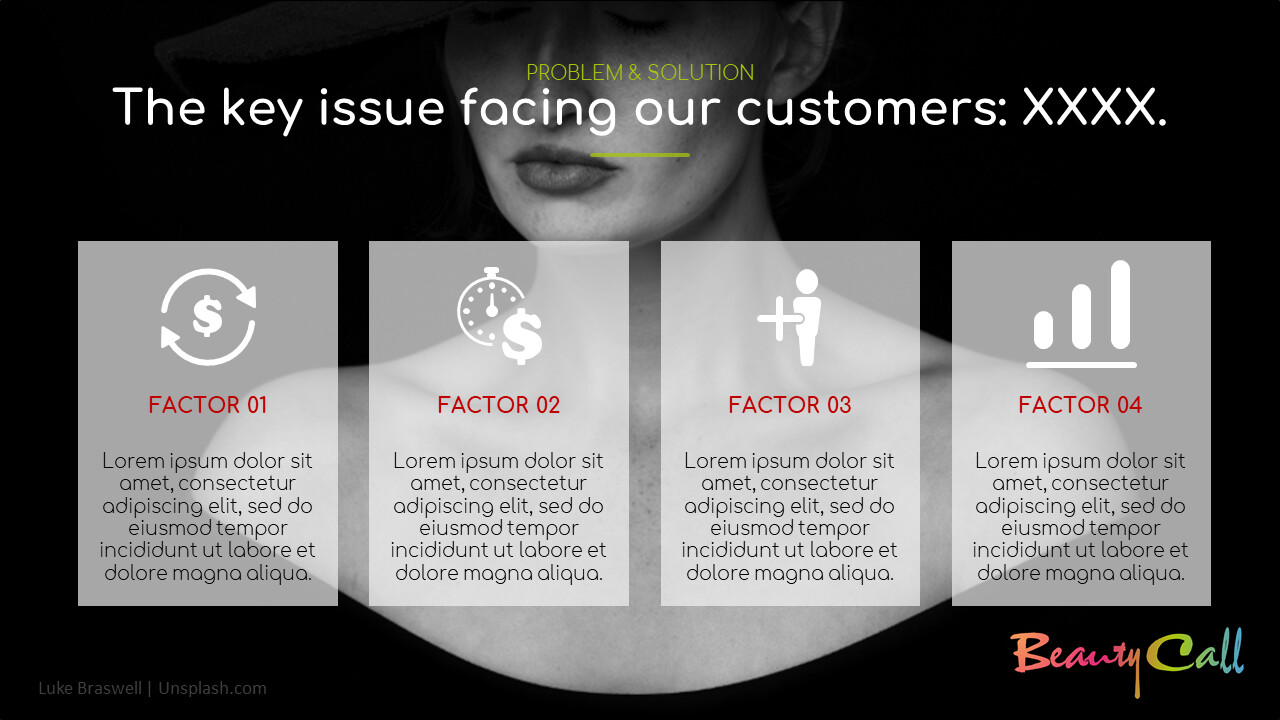 PROBLEM & SOLUTION
The key issue facing our customers: XXXX.
FACTOR 01
Lorem ipsum dolor sit
amet, consectetur
adipiscing elit, sed do
eiusmod tempor
incididunt ut labore et
dolore magna aliqua.
FACTOR 02
Lorem ipsum dolor sit
amet, consectetur
adipiscing elit, sed do
eiusmod tempor
incididunt ut labore et
dolore magna aliqua.
FACTOR 03
Lorem ipsum dolor sit
amet, consectetur
adipiscing elit, sed do
eiusmod tempor
incididunt ut labore et
dolore magna aliqua.
FACTOR 04
Lorem ipsum dolor sit
amet, consectetur
adipiscing elit, sed do
eiusmod tempor
incididunt ut labore et
dolore magna aliqua.
Beauty Call
Luke Braswell | Unsplash.com